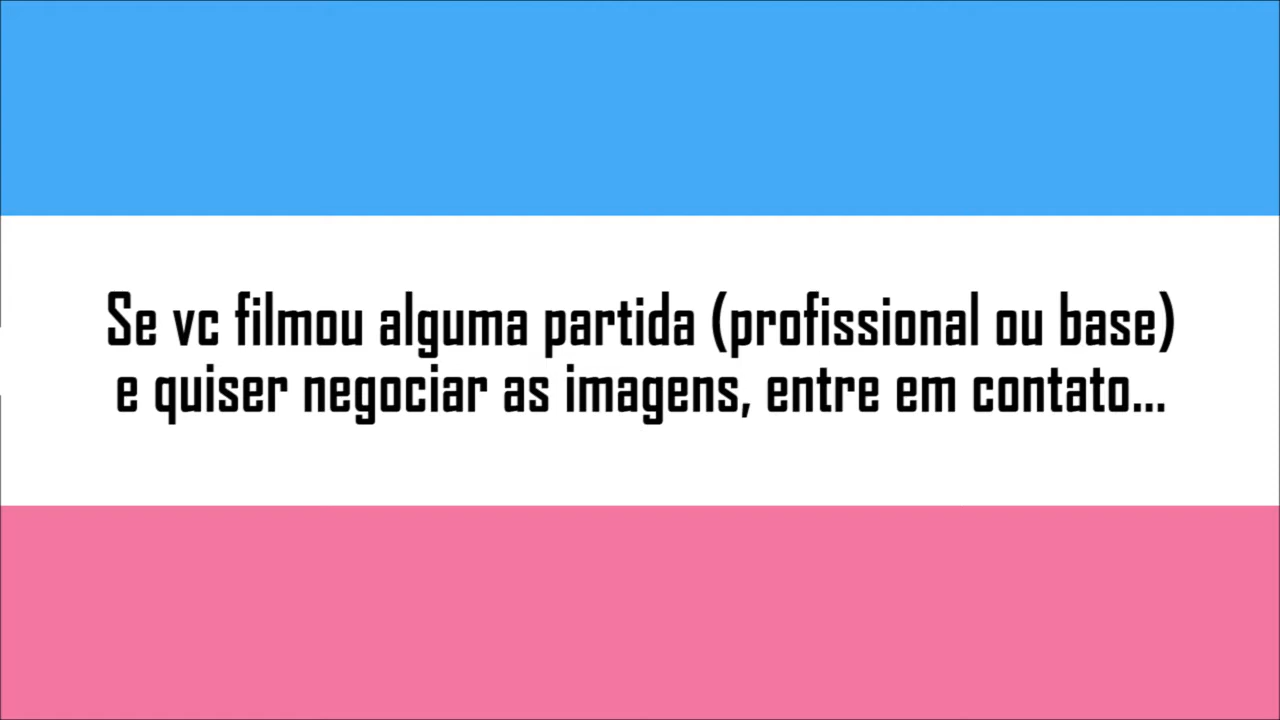 Se vc filmou alguma partida (profissional ou base)
e quiser negociar as imagens, entre em contato...